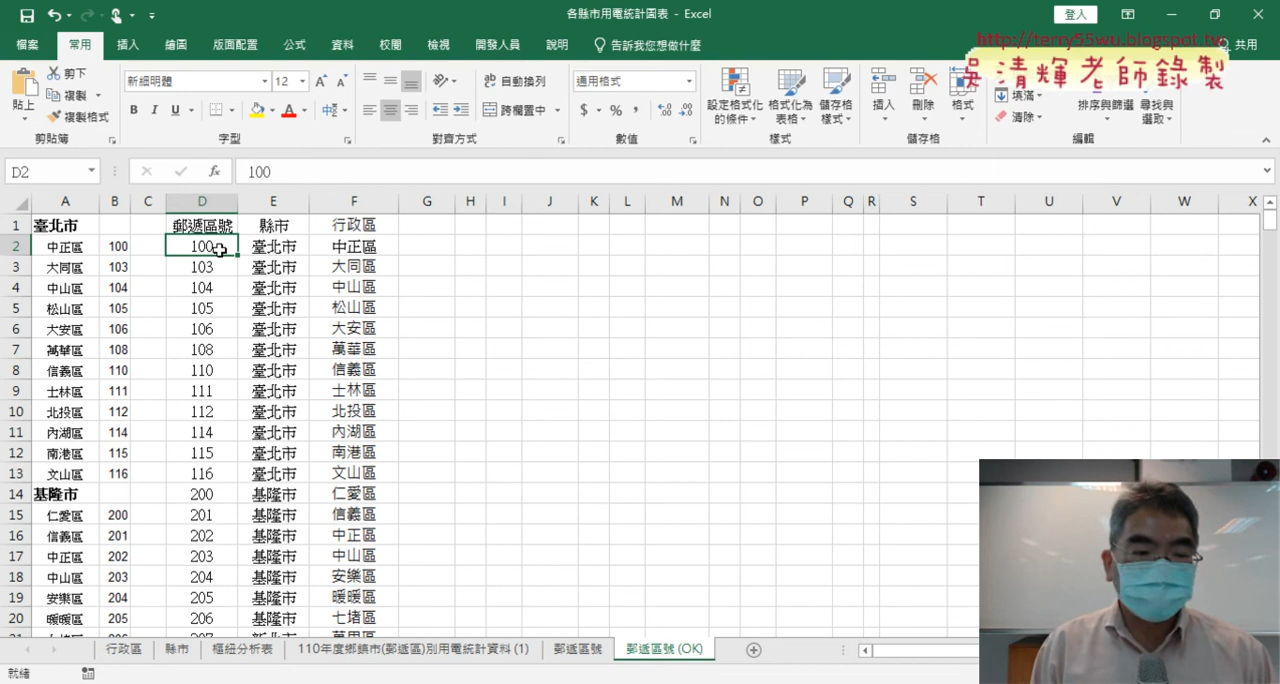 各縣市用電統計圖表 - Excel
登入
檔案 常用 插入 繪圖 版面配置 公式 資料 校閱 檢視 開發人員 說明 告訴我您想做什麼 共用
http://terry55wu.blogspot.tw
吳清輝老師錄製
貼上 剪下 複製 複製格式 剪貼簿
新細明體 12 B I U 字型
自動換列 跨欄置中 對齊方式
通用格式 $ % , 數值
設定格式化的條件 格式化為表格 儲存格樣式 樣式
插入 刪除 格式 儲存格
填滿 清除 排序與篩選 尋找與選取 編輯
D2 fx 100
A B C D E F G H I J K L M N O P Q R S T U V W X
1 臺北市 郵遞區號 縣市 行政區
2 中正區 100 100 臺北市 中正區
3 大同區 103 103 臺北市 大同區
4 中山區 104 104 臺北市 中山區
5 松山區 105 105 臺北市 松山區
6 大安區 106 106 臺北市 大安區
7 萬華區 108 108 臺北市 萬華區
8 信義區 110 110 臺北市 信義區
9 士林區 111 111 臺北市 士林區
10 北投區 112 112 臺北市 北投區
11 內湖區 114 114 臺北市 內湖區
12 南港區 115 115 臺北市 南港區
13 文山區 116 116 臺北市 文山區
14 基隆市 200 基隆市 仁愛區
15 仁愛區 200 201 基隆市 信義區
16 信義區 201 202 基隆市 中正區
17 中正區 202 203 基隆市 中山區
18 中山區 203 204 基隆市 安樂區
19 安樂區 204 205 基隆市 暖暖區
20 暖暖區 205 206 基隆市 七堵區
21 七堵區 206 207 新北市 萬里區
行政區 縣市 樞紐分析表 110年度鄉鎮市(郵遞區)別用電統計資料 (1) 郵遞區號 郵遞區號 (OK)
就緒